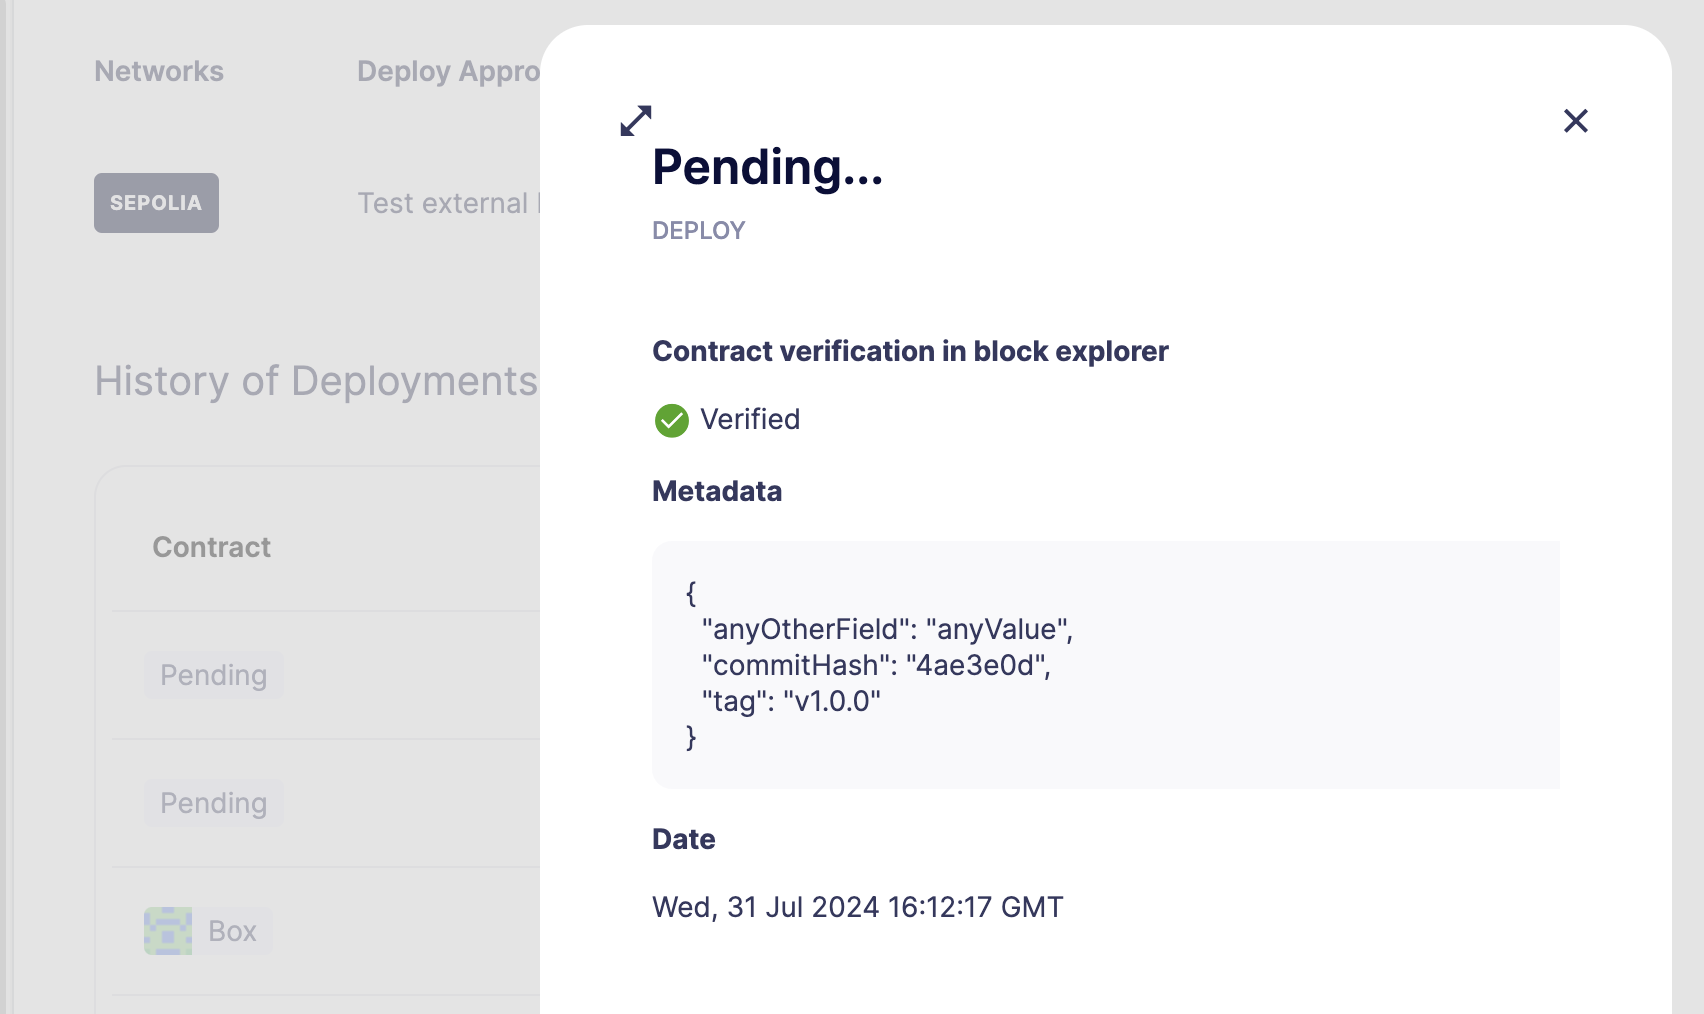 Networks
Deploy Appro
SEPOLIA
Test external
History of Deployments
Contract
Pending
Pending
Box
Pending...
DEPLOY
Contract verification in block explorer
Verified
Metadata
{
"anyOtherField": "anyValue",
"commitHash": "4ae3e0d",
"tag": "v1.0.0"
}
Date
Wed, 31 Jul 2024 16:12:17 GMT